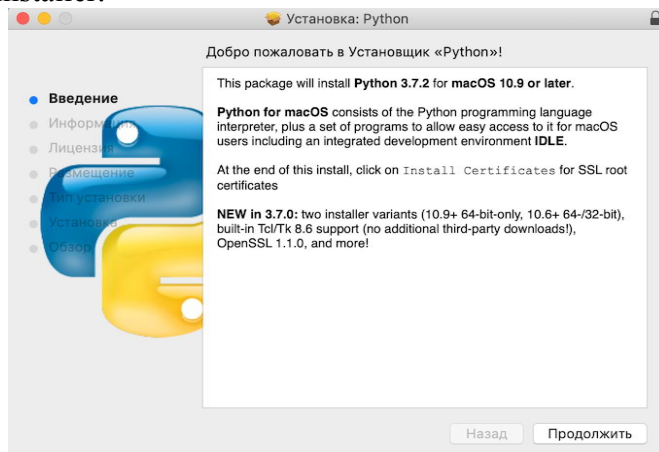 Установка: Python
Добро пожаловать в Установщик «Python»!
Введение
Информация
Лицензия
Размещение
Тип установки
Установка
Обзор
This package will install Python 3.7.2 for macOS 10.9 or later.
Python for macOS consists of the Python programming language
interpreter, plus a set of programs to allow easy access to it for macOS
users including an integrated development environment IDLE.
At the end of this install, click on Install Certificates for SSL root
certificates
NEW in 3.7.0: two installer variants (10.9+ 64-bit-only, 10.6+ 64-/32-bit),
built-in Tcl/Tk 8.6 support (no additional third-party downloads!),
OpenSSL 1.1.0, and more!
Назад
Продолжить